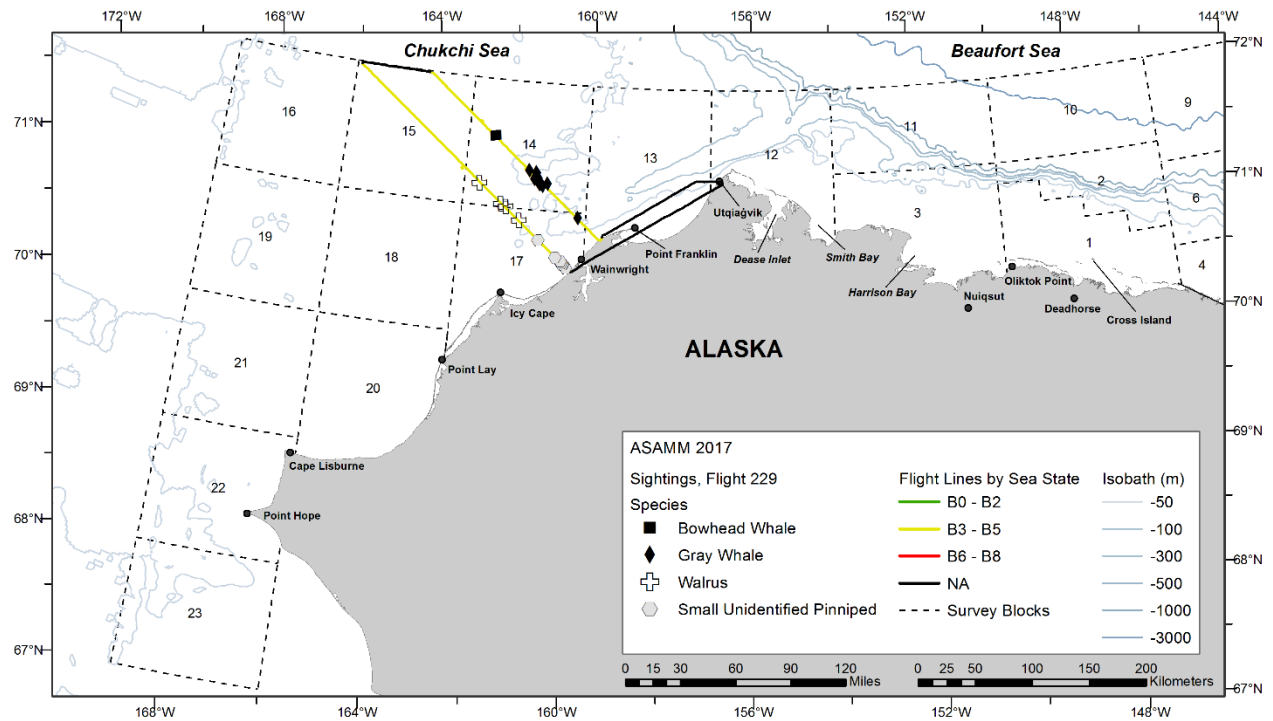 172°W 168°W 164°W 160°W 156°W 152°W 148°W 144°W
Chukchi Sea Beaufort Sea
72°N
16
15
14
13
12
11
10
9
71°N
71°N
2
6
3
1
4
19
18
17
Utqiaġvik
Point Franklin
Dease Inlet
Smith Bay
Wainwright
Harrison Bay
Oliktok Point
Nuiqsut
Deadhorse
Cross Island
70°N
70°N
Icy Cape
ALASKA
21
20
Point Lay
69°N
69°N
Cape Lisburne
22
Point Hope
68°N
68°N
23
67°N
67°N
ASAMM 2017
Sightings, Flight 229
Species
Bowhead Whale
Gray Whale
Walrus
Small Unidentified Pinniped
Flight Lines by Sea State
B0 - B2
B3 - B5
B6 - B8
NA
Survey Blocks
Isobath (m)
-50
-100
-300
-500
-1000
-3000
0 15 30 60 90 120
Miles
0 25 50 100 150 200
Kilometers
168°W 164°W 160°W 156°W 152°W 148°W